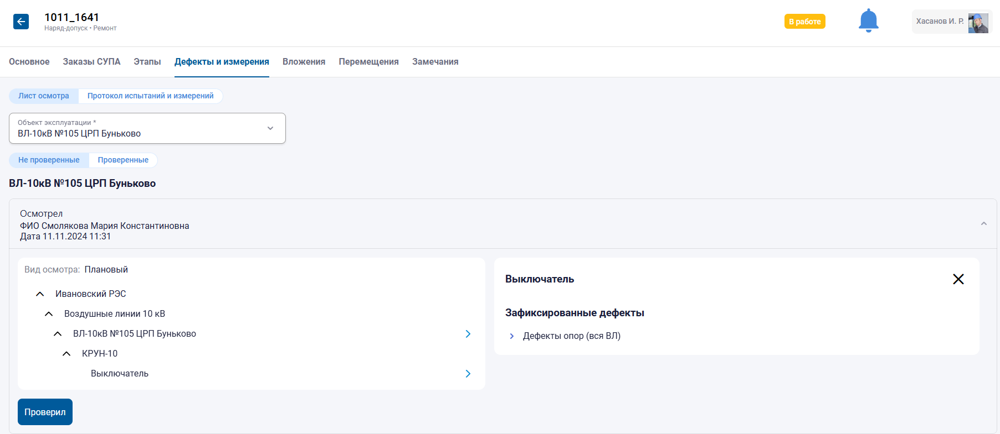 1011_1641
Наряд-допуск • Ремонт
В работе
Хасанов И. Р.
Основное
Заказы СУПА
Этапы
Дефекты и измерения
Вложения
Перемещения
Замечания
Лист осмотра
Протокол испытаний и измерений
Объект эксплуатации *
ВЛ-10кВ №105 ЦРП Буньково
Не проверенные
Проверенные
ВЛ-10кВ №105 ЦРП Буньково
Осмотрел
ФИО Смолякова Мария Константиновна
Дата 11.11.2024 11:31
Вид осмотра: Плановый
Ивановский РЭС
Воздушные линии 10 кВ
ВЛ-10кВ №105 ЦРП Буньково
КРУН-10
Выключатель
Выключатель
Зафиксированные дефекты
Дефекты опор (вся ВЛ)
Проверил